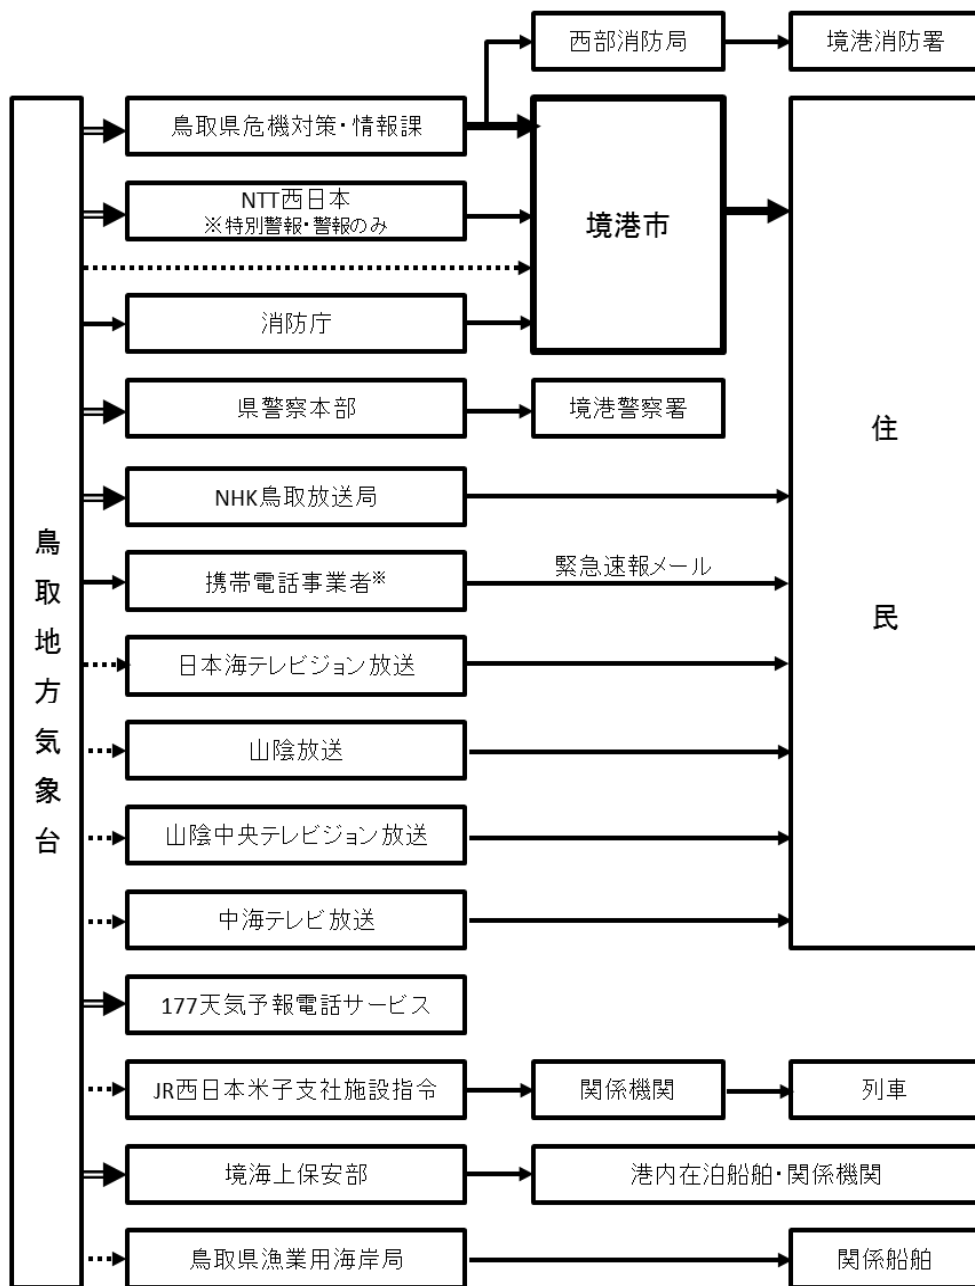 西部消防局
境港消防署
鳥取県危機対策・情報課
NTT西日本
※特別警報・警報のみ
境港市
消防庁
県警察本部
境港警察署
住民
NHK鳥取放送局
鳥取地方気象台
携帯電話事業者※
緊急速報メール
日本海テレビジョン放送
山陰放送
山陰中央テレビジョン放送
中海テレビ放送
177天気予報電話サービス
JR西日本米子支社施設指令
関係機関
列車
境海上保安部
港内在泊船舶・関係機関
鳥取県漁業用海岸局
関係船舶